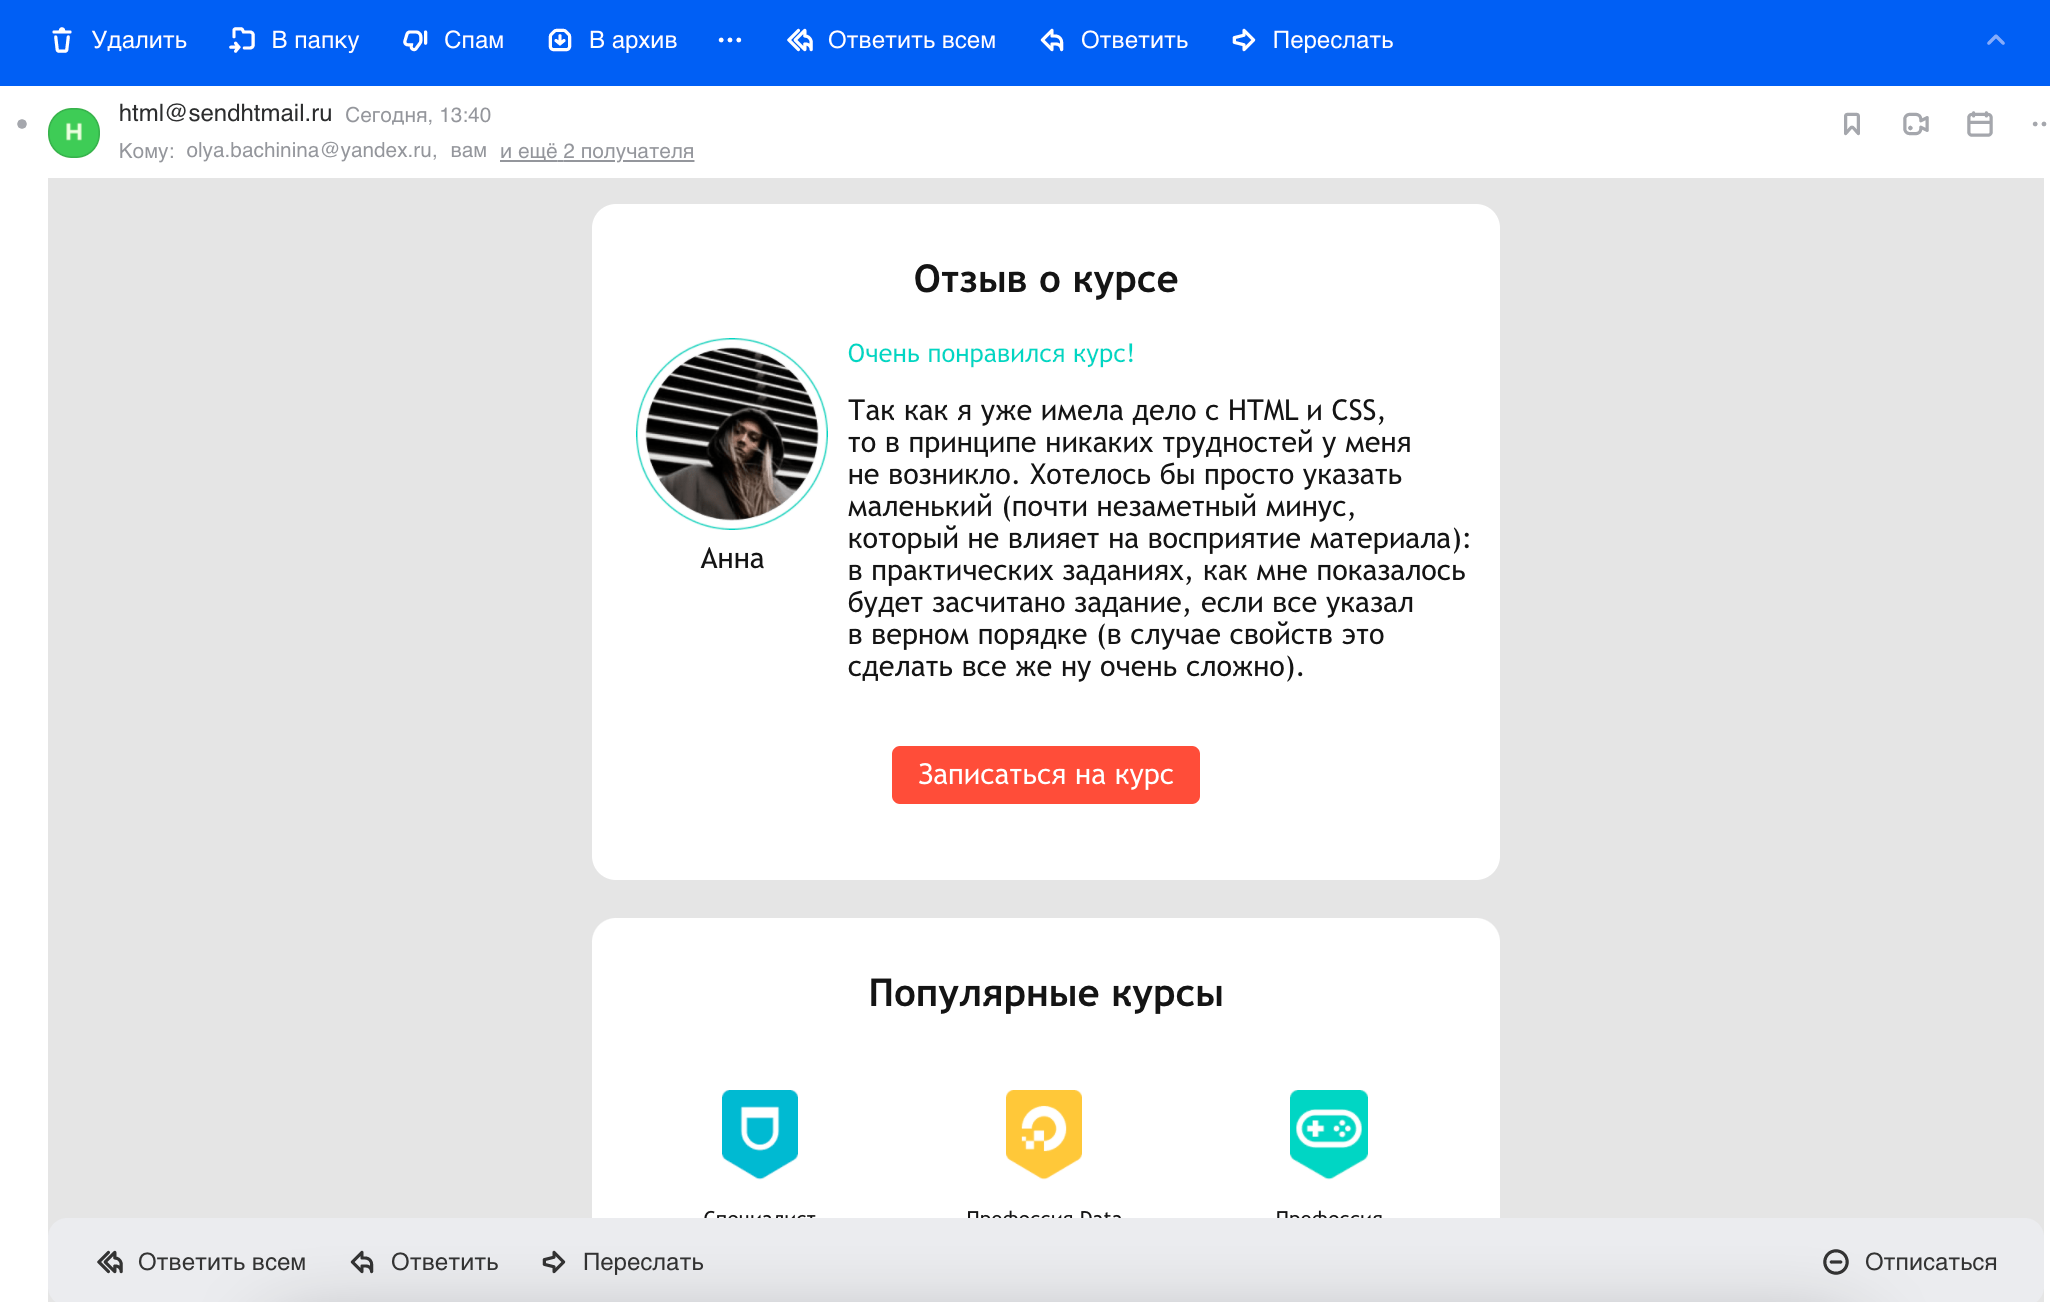 Удалить В папку Спам В архив Ответить всем Ответить Переслать
H
html@sendhtmail.ru Сегодня, 13:40
Кому: olya.bachinina@yandex.ru, вам и ещё 2 получателя
Отзыв о курсе
Очень понравился курс!
Так как я уже имела дело с HTML и CSS,
то в принципе никаких трудностей у меня
не возникло. Хотелось бы просто указать
маленький (почти незаметный минус,
который не влияет на восприятие материала):
в практических заданиях, как мне показалось
будет засчитано задание, если все указал
в верном порядке (в случае свойств это
сделать все же ну очень сложно).
Анна
Записаться на курс
Популярные курсы
Специалист Профессия Data Профессия
Ответить всем Ответить Переслать Отписаться